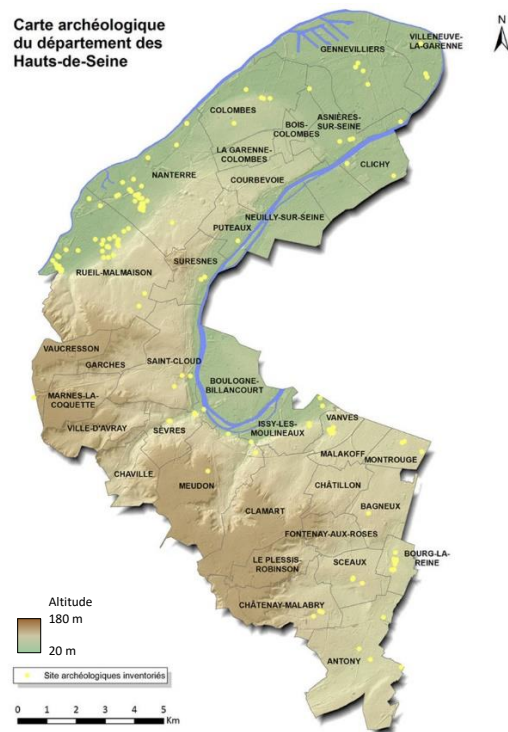 Carte archéologique
du département des
Hauts-de-Seine
N
VILLENEUVE-
LA-GARENNE
GENNEVILLIERS
COLOMBES
ASNIÈRES-
SUR-SEINE
BOIS-
COLOMBES
LA GARENNE-
COLOMBES
CLICHY
NANTERRE
COURBEVOIE
NEUILLY-SUR-SEINE
PUTEAUX
SURESNES
RUEIL-MALMAISON
VAUCRESSON
GARCHES
SAINT-CLOUD
BOULOGNE-
BILLANCOURT
MARNES-LA-
COQUETTE
VILLE-D'AVRAY
SÈVRES
ISSY-LES-
MOULINEAUX
VANVES
MALAKOFF
MONTROUGE
CHAVILLE
MEUDON
CHÂTILLON
CLAMART
BAGNEUX
FONTENAY-AUX-ROSES
BOURG-LA-
REINE
LE PLESSIS-
ROBINSON
SCEAUX
CHÂTENAY-MALABRY
ANTONY
Altitude
180 m
20 m
Site archéologiques inventoriés
0 1 2 3 4 5
Km